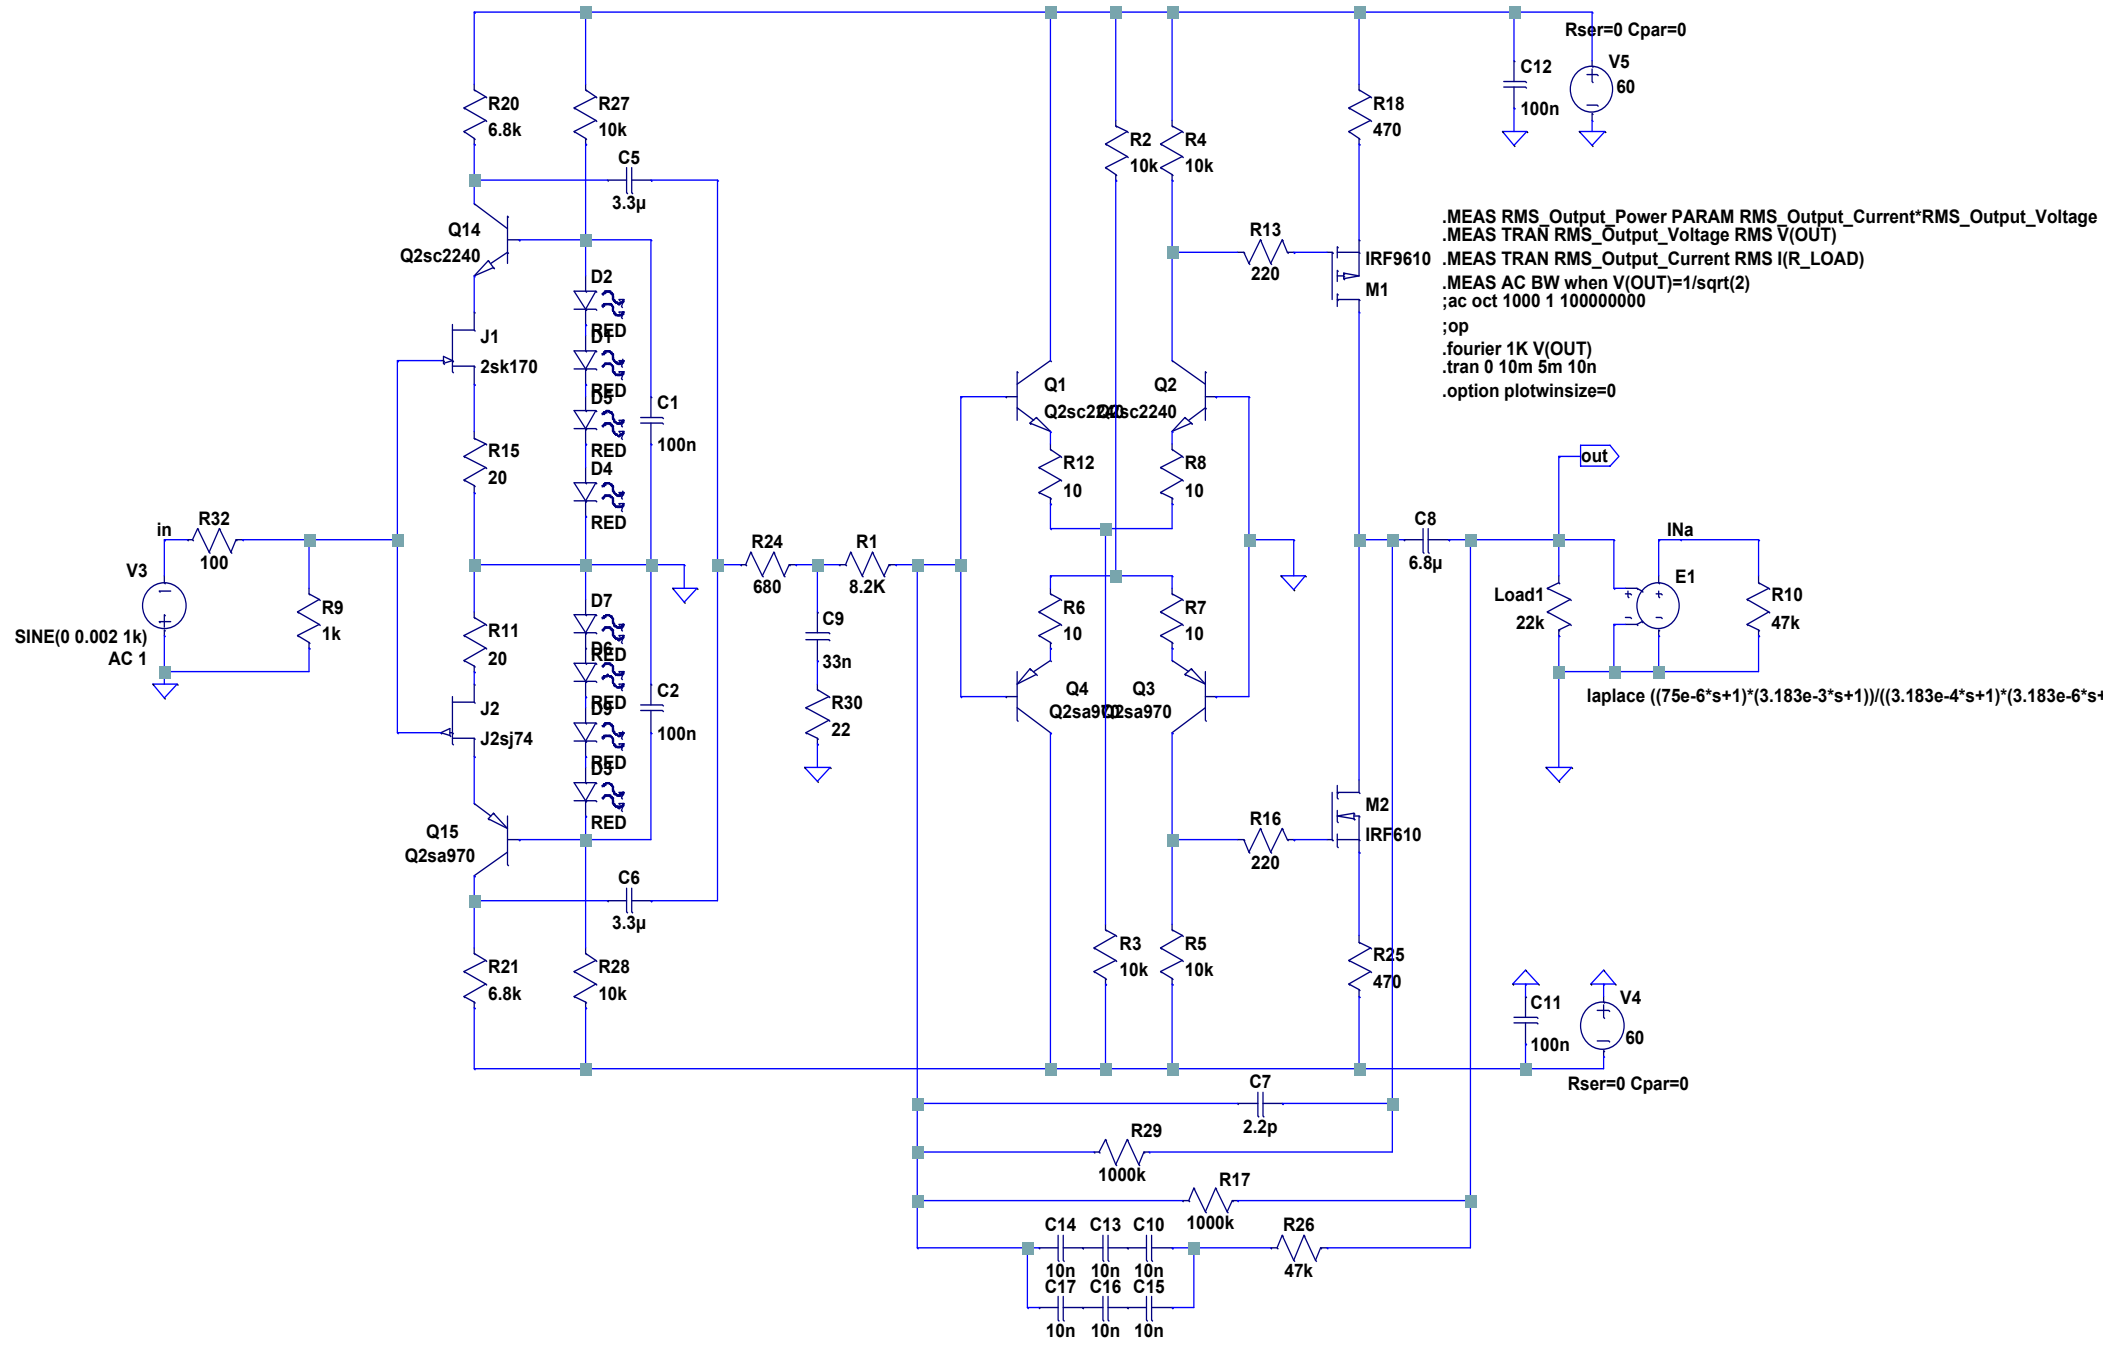 Rser=0 Cpar=0
V5
60
C12
100n
R20
6.8k
R27
10k
R18
470
R2
10k
R4
10k
C5
3.3µ
Q14
Q2sc2240
R13
220
IRF9610
M1
.MEAS RMS_Output_Power PARAM RMS_Output_Current*RMS_Output_Voltage
.MEAS TRAN RMS_Output_Voltage RMS V(OUT)
.MEAS TRAN RMS_Output_Current RMS I(R_LOAD)
.MEAS AC BW when V(OUT)=1/sqrt(2)
;ac oct 1000 1 100000000
;op
.fourier 1K V(OUT)
.tran 0 10m 5m 10n
.option plotwinsize=0
D2
RED
D1
RED
D5
RED
D4
RED
J1
2sk170
C1
100n
Q1
Q2sc2240
Q2
Q2sc2240
R15
20
R12
10
R8
10
out
in
R32
100
V3
SINE(0 0.002 1k)
AC 1
R9
1k
R24
680
R1
8.2K
C8
6.8µ
INa
E1
Load1
22k
R10
47k
R11
20
D7
RED
D6
RED
D9
RED
D3
RED
C9
33n
R30
22
R6
10
R7
10
Q4
Q2sa970
Q3
Q2sa970
laplace ((75e-6*s+1)*(3.183e-3*s+1))/((3.183e-4*s+1)*(3.183e-6*s+
J2
J2sj74
C2
100n
Q15
Q2sa970
R16
220
M2
IRF610
C6
3.3µ
R21
6.8k
R28
10k
R3
10k
R5
10k
R25
470
C11
100n
V4
60
Rser=0 Cpar=0
C7
2.2p
R29
1000k
R17
1000k
C14
10n
C13
10n
C10
10n
R26
47k
C17
10n
C16
10n
C15
10n